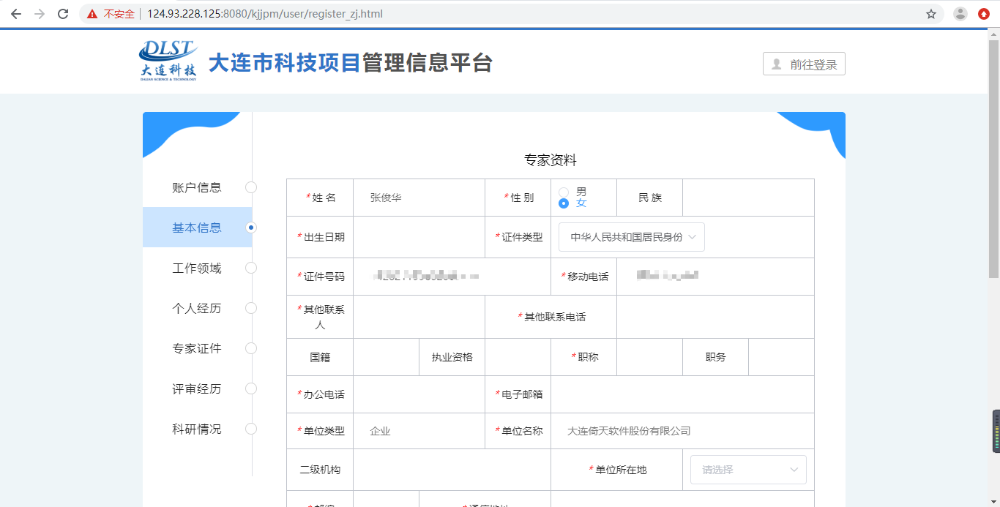 不安全 124.93.228.125:8080/kjjpm/user/register_zj.html
DLST
大连科技
DALIAN SCIENCE & TECHNOLOGY
大连市科技项目管理信息平台
前往登录
专家资料
账户信息
基本信息
工作领域
个人经历
专家证件
评审经历
科研情况
*姓 名 张俊华 *性 别 男 女 民 族
*出生日期 *证件类型 中华人民共和国居民身份
*证件号码 *移动电话
*其他联系人 *其他联系电话
国籍 执业资格 *职称 职务
*办公电话 *电子邮箱
*单位类型 企业 *单位名称 大连倚天软件股份有限公司
二级机构 *单位所在地 请选择